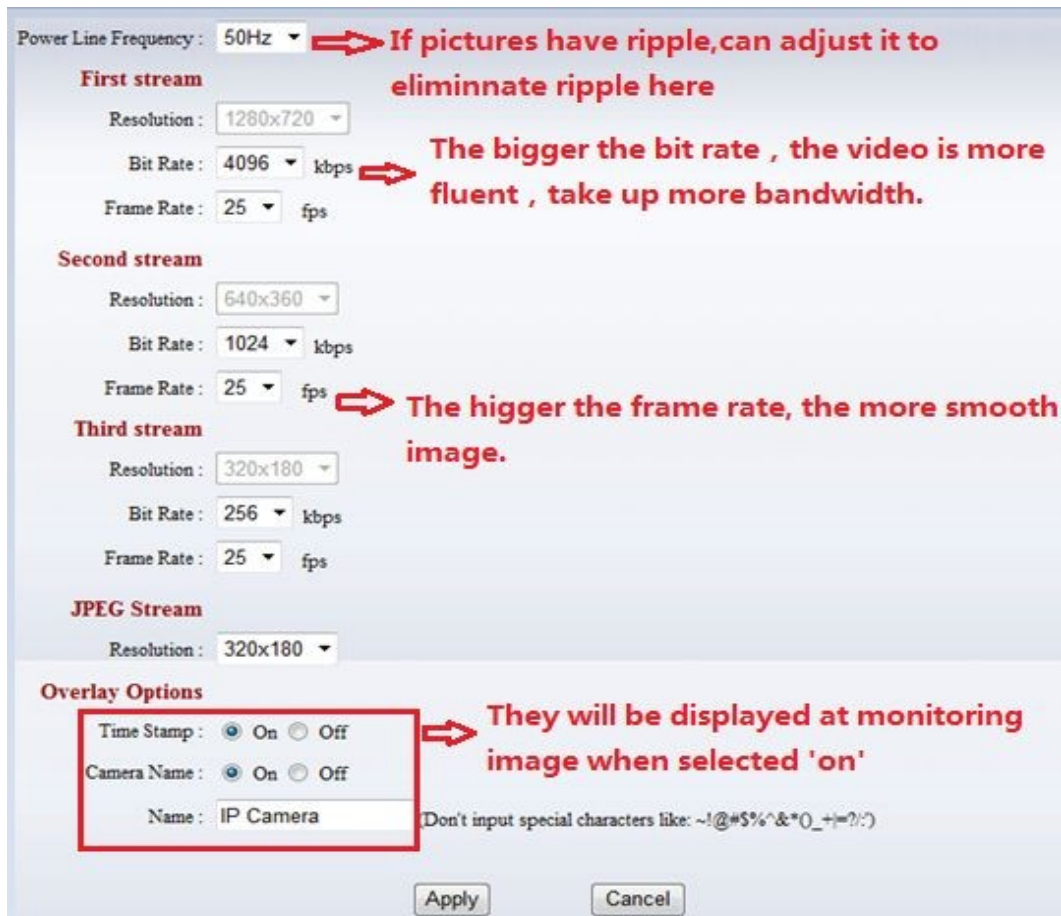 Power Line Frequency : 50Hz
If pictures have ripple,can adjust it to
eliminnate ripple here
First stream
Resolution : 1280x720
Bit Rate : 4096 kbps
The bigger the bit rate , the video is more
fluent , take up more bandwidth.
Frame Rate : 25 fps
Second stream
Resolution : 640x360
Bit Rate : 1024 kbps
Frame Rate : 25 fps
The higger the frame rate, the more smooth
image.
Third stream
Resolution : 320x180
Bit Rate : 256 kbps
Frame Rate : 25 fps
JPEG Stream
Resolution : 320x180
Overlay Options
Time Stamp : On Off
They will be displayed at monitoring
image when selected 'on'
Camera Name : On Off
Name : IP Camera (Don't input special characters like: ~!@#$%^&*()_+|=?/:')
Apply Cancel